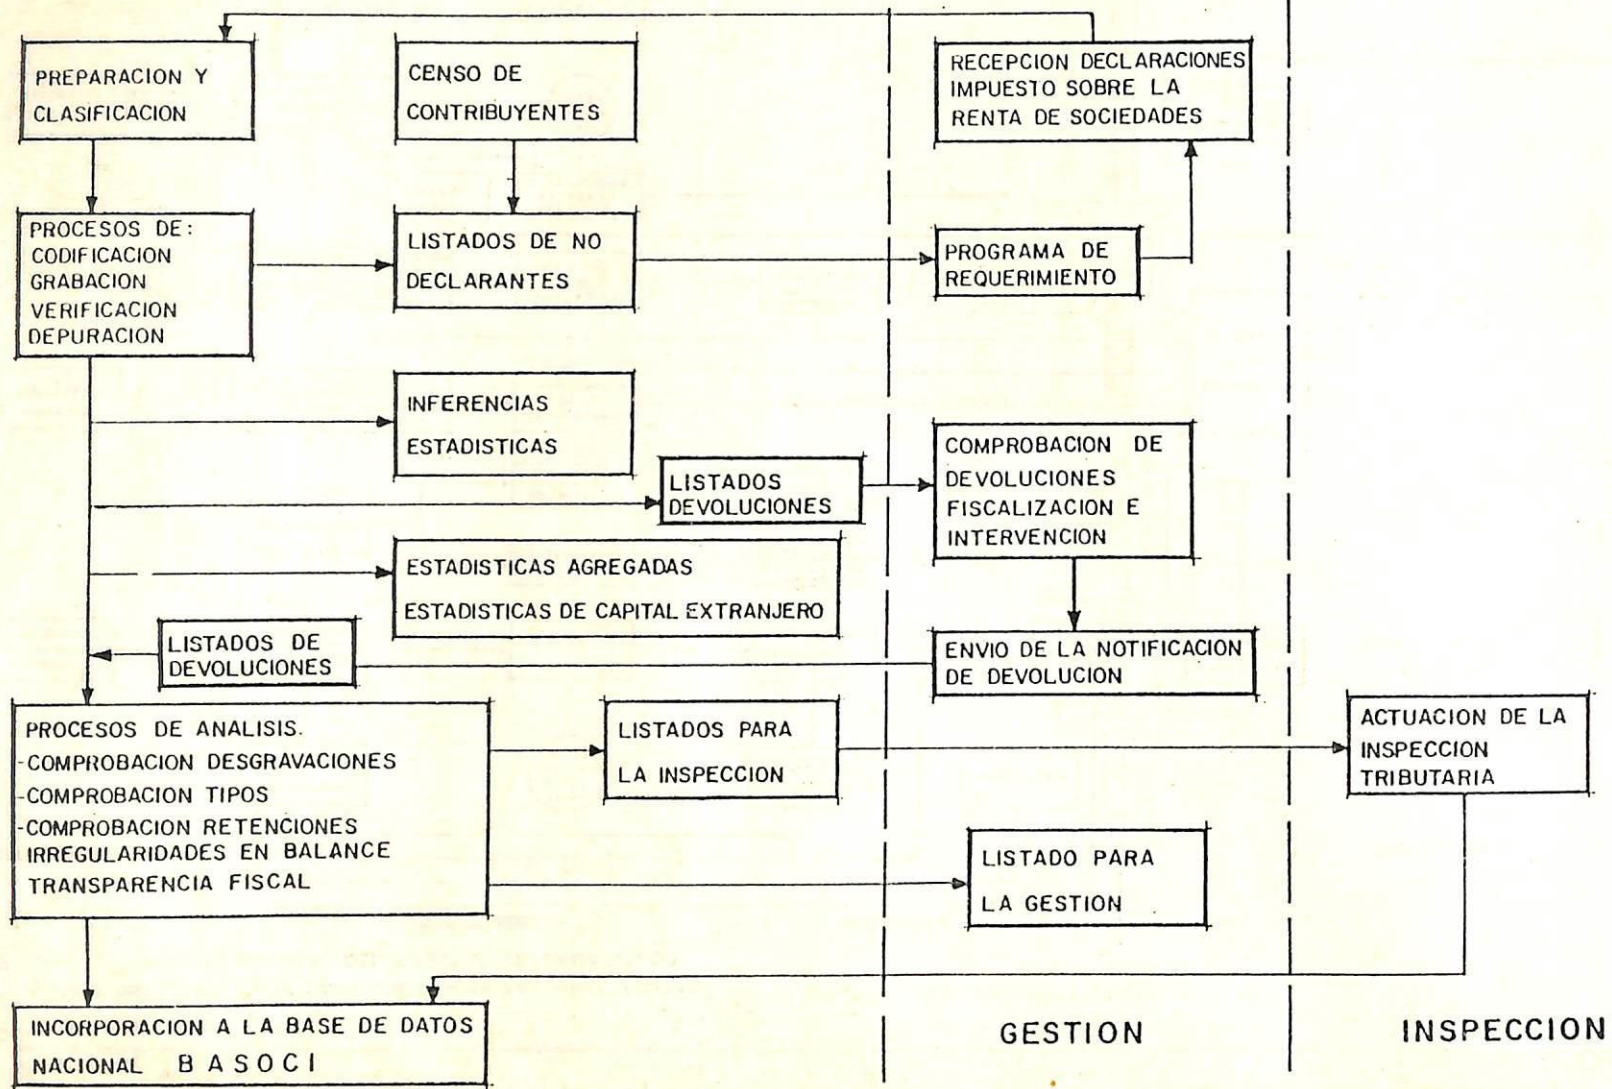 PREPARACION Y
CLASIFICACION
CENSO DE
CONTRIBUYENTES
RECEPCION DECLARACIONES
IMPUESTO SOBRE LA
RENTA DE SOCIEDADES
PROCESOS DE:
CODIFICACION
GRABACION
VERIFICACION
DEPURACION
LISTADOS DE NO
DECLARANTES
PROGRAMA DE
REQUERIMIENTO
INFERENCIAS
ESTADISTICAS
LISTADOS
DEVOLUCIONES
COMPROBACION DE
DEVOLUCIONES
FISCALIZACION E
INTERVENCION
ESTADISTICAS AGREGADAS
ESTADISTICAS DE CAPITAL EXTRANJERO
LISTADOS DE
DEVOLUCIONES
ENVIO DE LA NOTIFICACION
DE DEVOLUCION
PROCESOS DE ANALISIS.
-COMPROBACION DESGRAVACIONES
-COMPROBACION TIPOS
-COMPROBACION RETENCIONES
IRREGULARIDADES EN BALANCE
TRANSPARENCIA FISCAL
LISTADOS PARA
LA INSPECCION
ACTUACION DE LA
INSPECCION
TRIBUTARIA
LISTADO PARA
LA GESTION
INCORPORACION A LA BASE DE DATOS
NACIONAL BASOCI
GESTION
INSPECCION